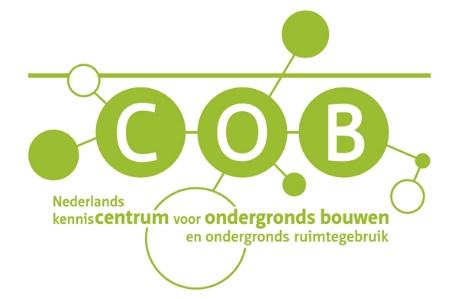 COB
Nederlands
kenniscentrum voor ondergronds bouwen
en ondergronds ruimtegebruik